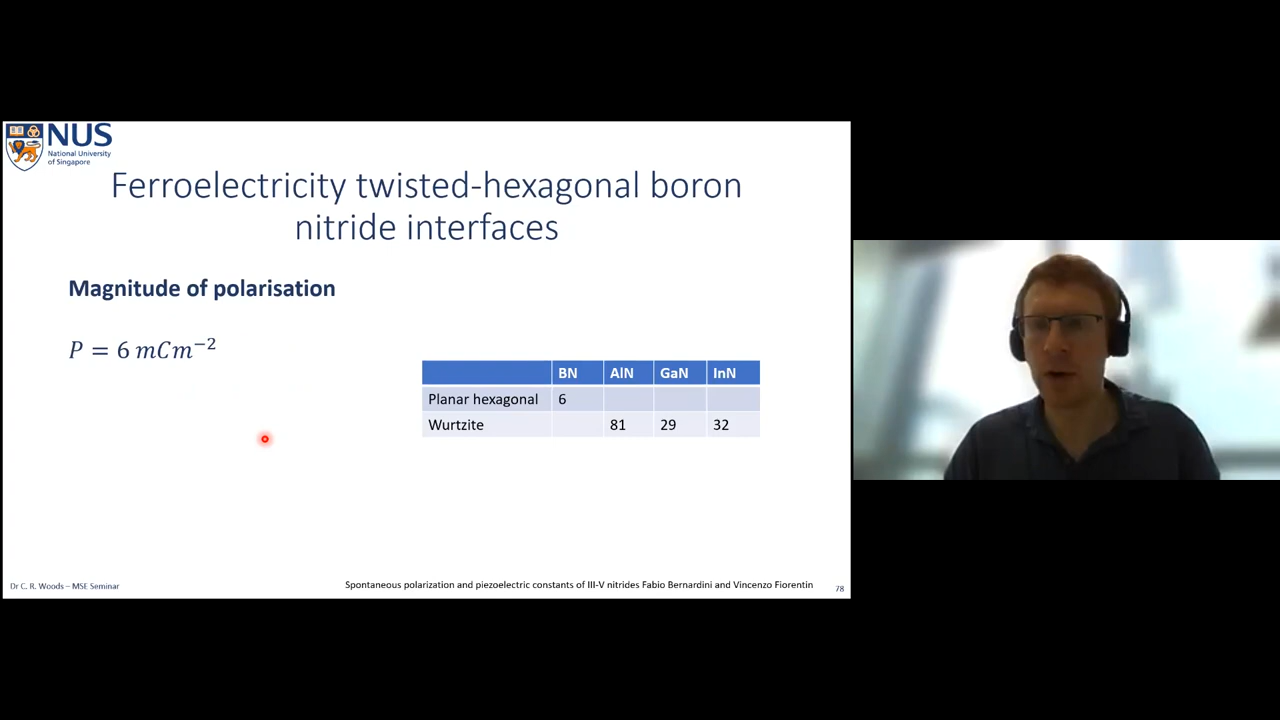 NUS
National University
of Singapore
Ferroelectricity twisted-hexagonal boron
nitride interfaces
Magnitude of polarisation
P = 6 mCm⁻²
BN AlN GaN InN
Planar hexagonal 6
Wurtzite 81 29 32
Dr C. R. Woods – MSE Seminar
Spontaneous polarization and piezoelectric constants of III-V nitrides Fabio Bernardini and Vincenzo Fiorentin
78